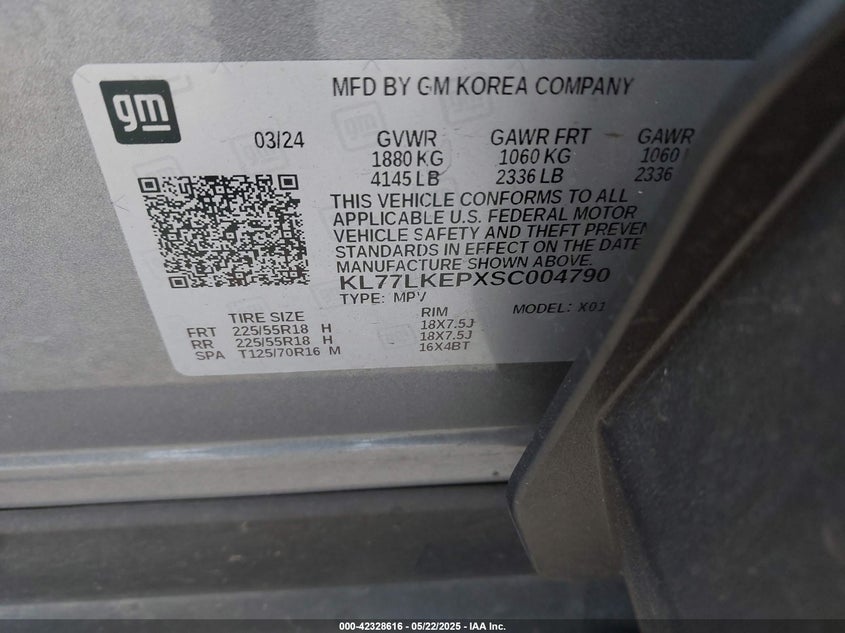 gm
MFD BY GM KOREA COMPANY
03/24 GVWR GAWR FRT GAWR
1880 KG 1060 KG 1060
4145 LB 2336 LB 2336
THIS VEHICLE CONFORMS TO ALL
APPLICABLE U.S. FEDERAL MOTOR
VEHICLE SAFETY AND THEFT PREVEN
STANDARDS IN EFFECT ON THE DATE
MANUFACTURE SHOWN ABOVE.
KL77LKEPXSC004790
TYPE: MPV MODEL: X01
TIRE SIZE RIM
FRT 225/55R18 H 18X7.5J
RR 225/55R18 H 18X7.5J
SPA T125/70R16 M 16X4BT
000-42328616 - 05/22/2025 - IAA Inc.